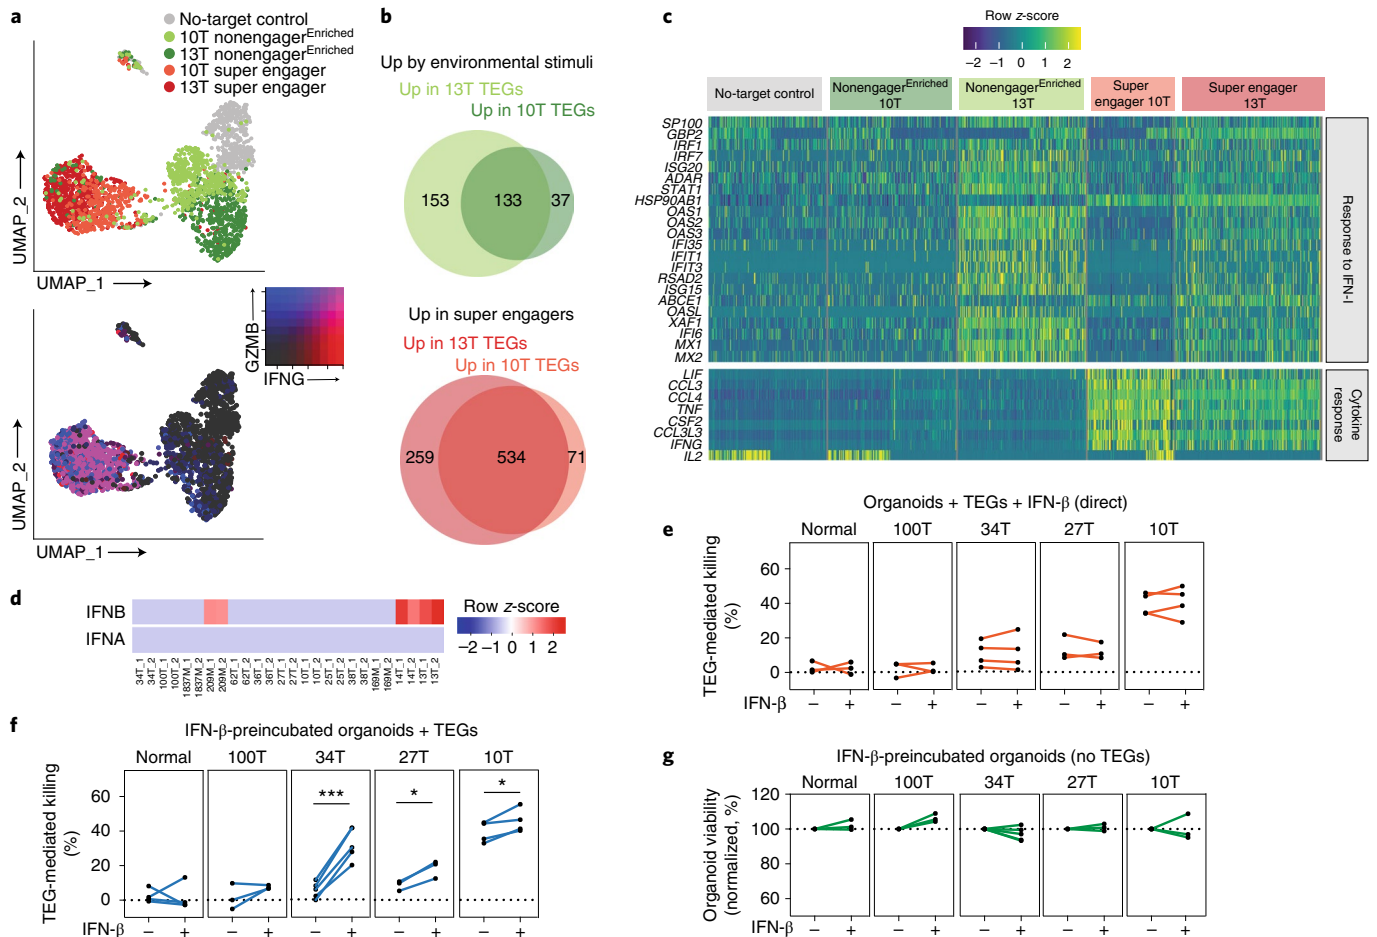 a
No-target control
10T nonengagerEnriched
13T nonengagerEnriched
10T super engager
13T super engager
UMAP_2
UMAP_1
GZMB
IFNG
UMAP_2
UMAP_1
b
Up by environmental stimuli
Up in 13T TEGs
Up in 10T TEGs
153
133
37
Up in super engagers
Up in 13T TEGs
Up in 10T TEGs
259
534
71
c
Row z-score
−2 −1 0 1 2
No-target control
NonengagerEnriched
10T
NonengagerEnriched
13T
Super
engager 10T
Super engager
13T
SP100
GBP2
IRF1
IRF7
ISG20
ADAR
STAT1
HSP90AB1
OAS1
OAS2
OAS3
IFI35
IFIT1
IFIT3
RSAD2
ISG15
ABCE1
OASL
XAF1
IFI6
MX1
MX2
Response to IFN-I
LIF
CCL3
CCL4
TNF
CSF2
CCL3L3
IFNG
IL2
Cytokine
response
d
IFNB
IFNA
34T_1
34T_2
100T_1
100T_2
1837M_1
1837M_2
209M_1
209M_2
62T_1
62T_2
36T_1
36T_2
27T_1
27T_2
10T_1
10T_2
25T_1
25T_2
38T_1
38T_2
169M_1
169M_2
14T_1
14T_2
13T_1
13T_2
Row z-score
−2 −1 0 1 2
e
Organoids + TEGs + IFN-β (direct)
Normal 100T 34T 27T 10T
TEG-mediated killing
(%)
60
40
20
0
IFN-β − + − + − + − + − +
f
IFN-β-preincubated organoids + TEGs
Normal 100T 34T 27T 10T
*** * *
TEG-mediated killing
(%)
60
40
20
0
IFN-β − + − + − + − + − +
g
IFN-β-preincubated organoids (no TEGs)
Normal 100T 34T 27T 10T
Organoid viability
(normalized, %)
120
100
80
60
IFN-β − + − + − + − + − +